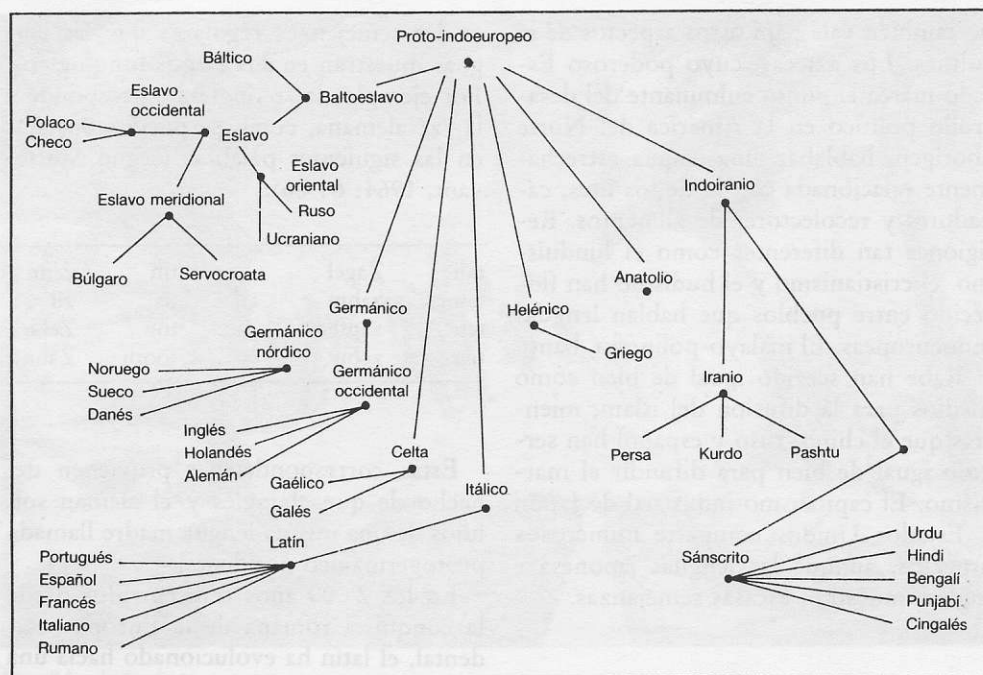 Proto-indoeuropeo
Báltico
Baltoeslavo
Eslavo
occidental
Polaco
Checo
Eslavo
Eslavo
oriental
Ruso
Ucraniano
Eslavo meridional
Búlgaro
Servocroata
Indoiranio
Anatolio
Helénico
Griego
Germánico
Germánico
nórdico
Noruego
Sueco
Danés
Germánico
occidental
Inglés
Holandés
Alemán
Iranio
Persa
Kurdo
Pashtu
Celta
Gaélico
Galés
Itálico
Latín
Portugués
Español
Francés
Italiano
Rumano
Sánscrito
Urdu
Hindi
Bengalí
Punjabí
Cingalés